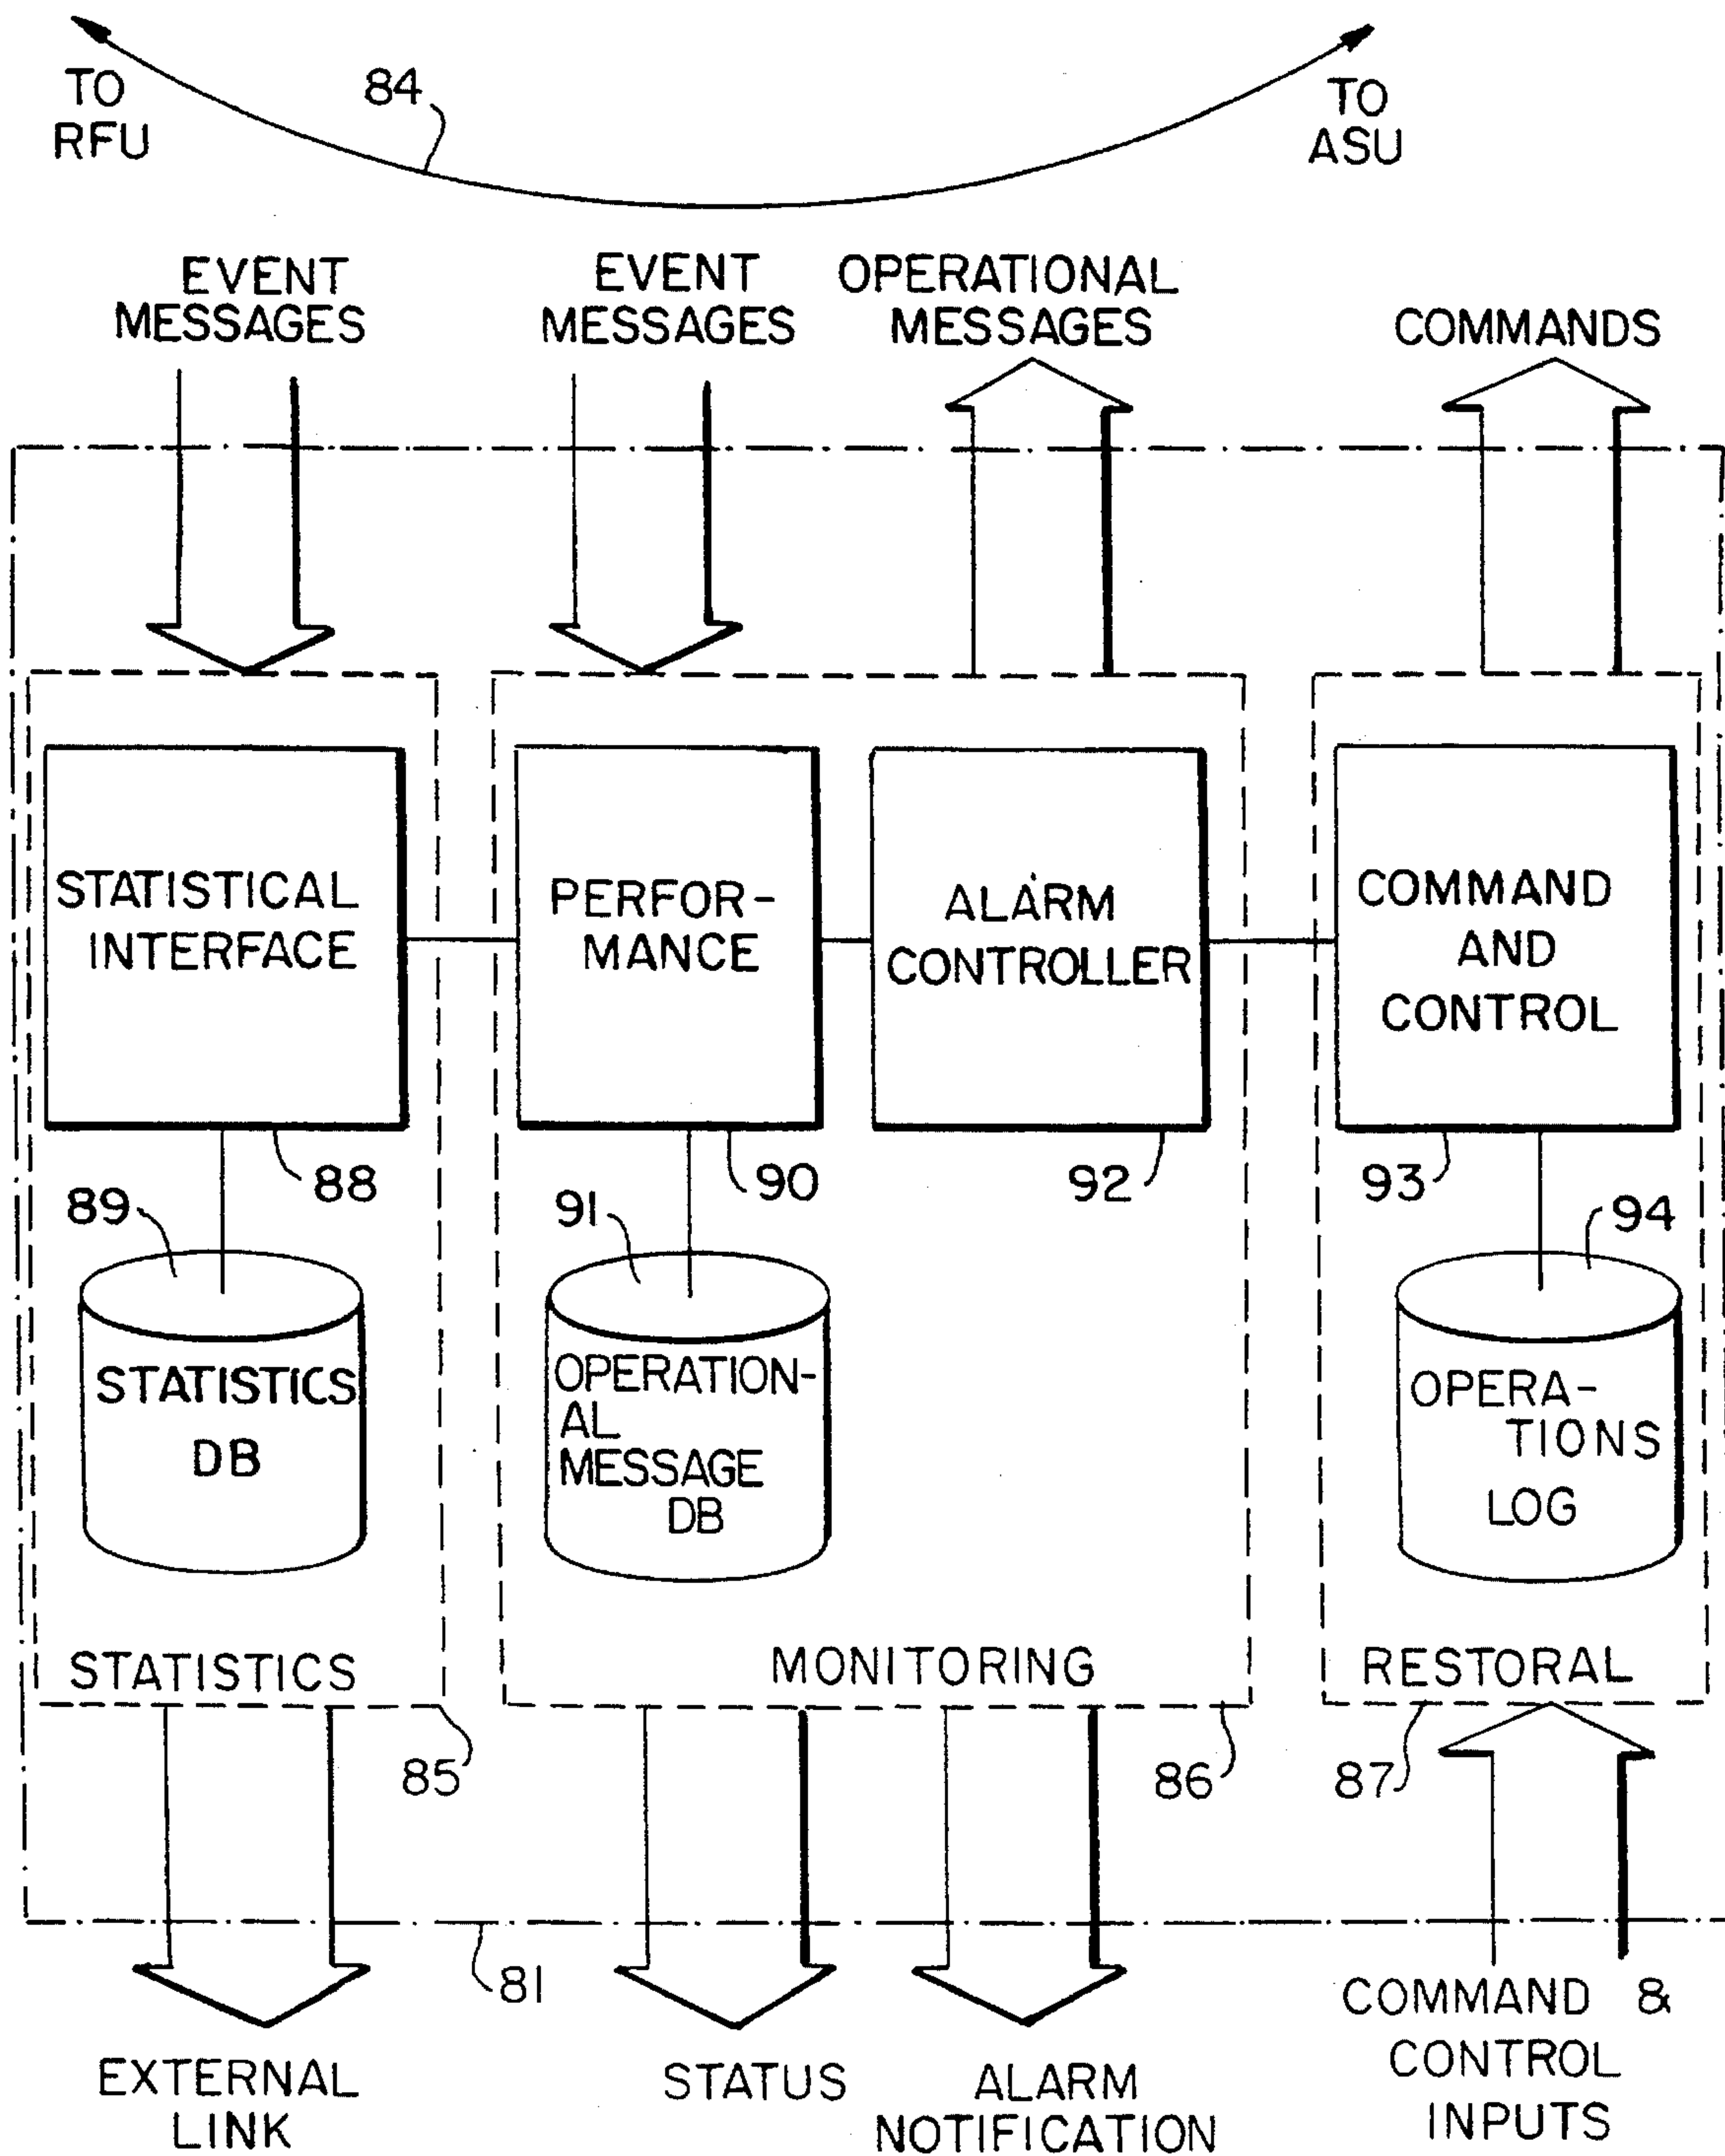 TO
RFU
84
TO
ASU
EVENT
MESSAGES
EVENT
MESSAGES
OPERATIONAL
MESSAGES
COMMANDS
STATISTICAL
INTERFACE
PERFOR-
MANCE
ALARM
CONTROLLER
COMMAND
AND
CONTROL
88
90
92
93
89
91
94
STATISTICS
DB
OPERATION-
AL
MESSAGE
DB
OPERA-
TIONS
LOG
STATISTICS
MONITORING
RESTORAL
85
86
87
81
EXTERNAL
LINK
STATUS
ALARM
NOTIFICATION
COMMAND &
CONTROL
INPUTS